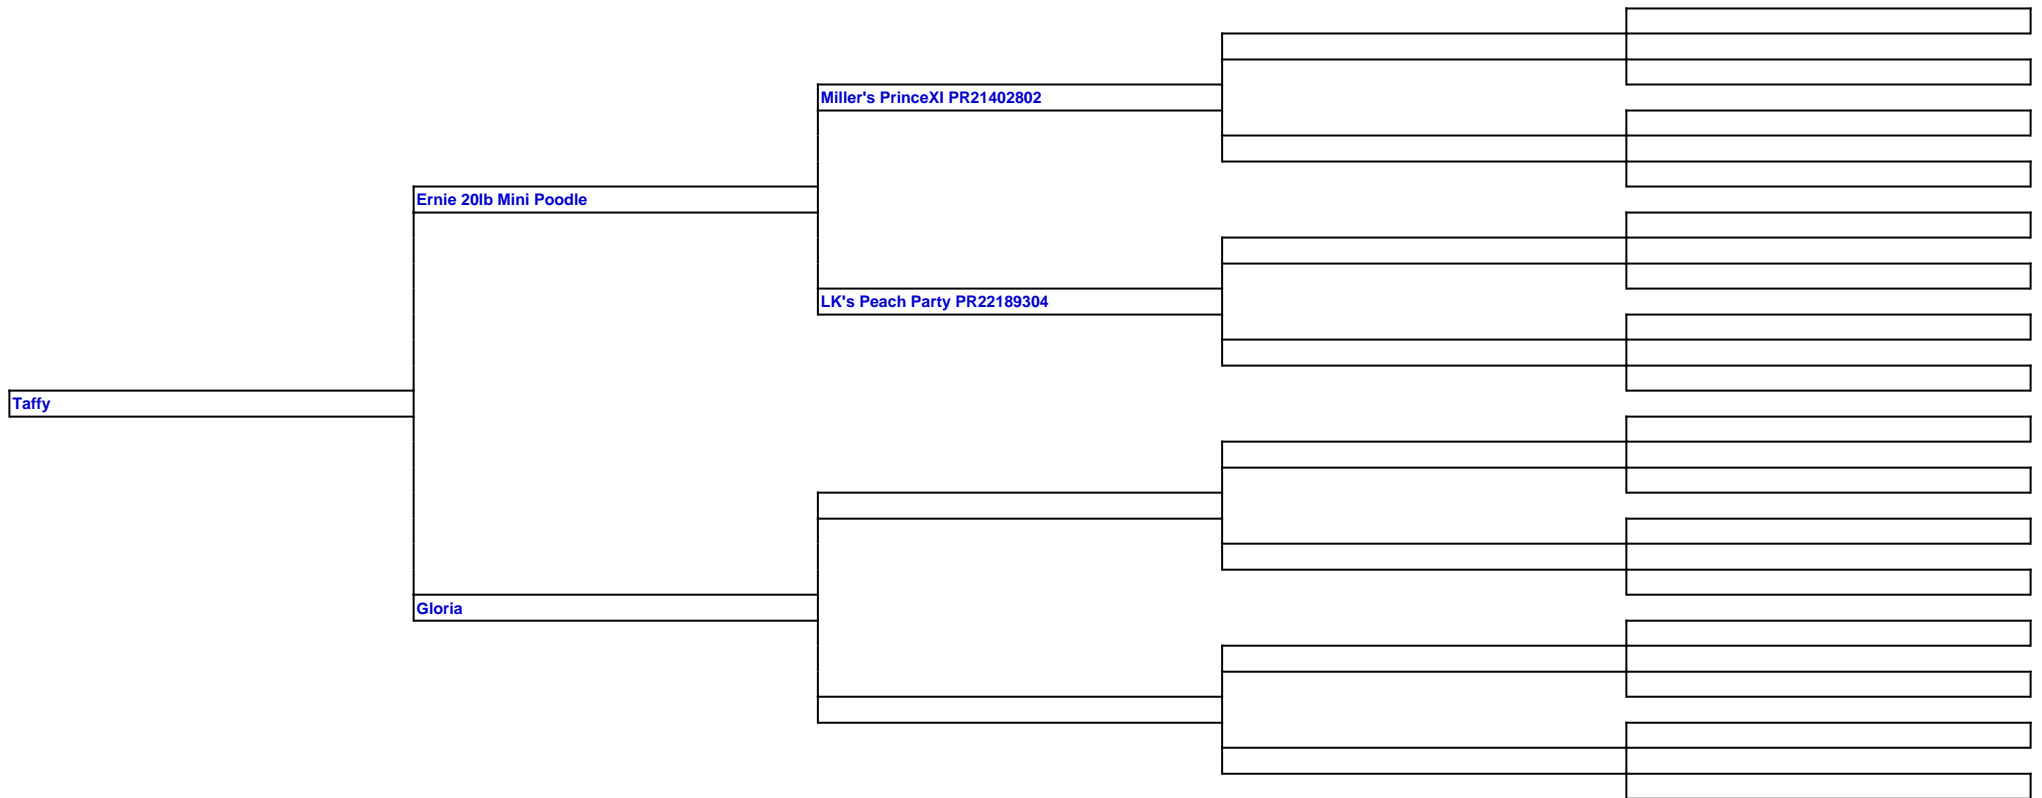 Miller's PrinceXI PR21402802
Ernie 20lb Mini Poodle
LK's Peach Party PR22189304
Taffy
Gloria